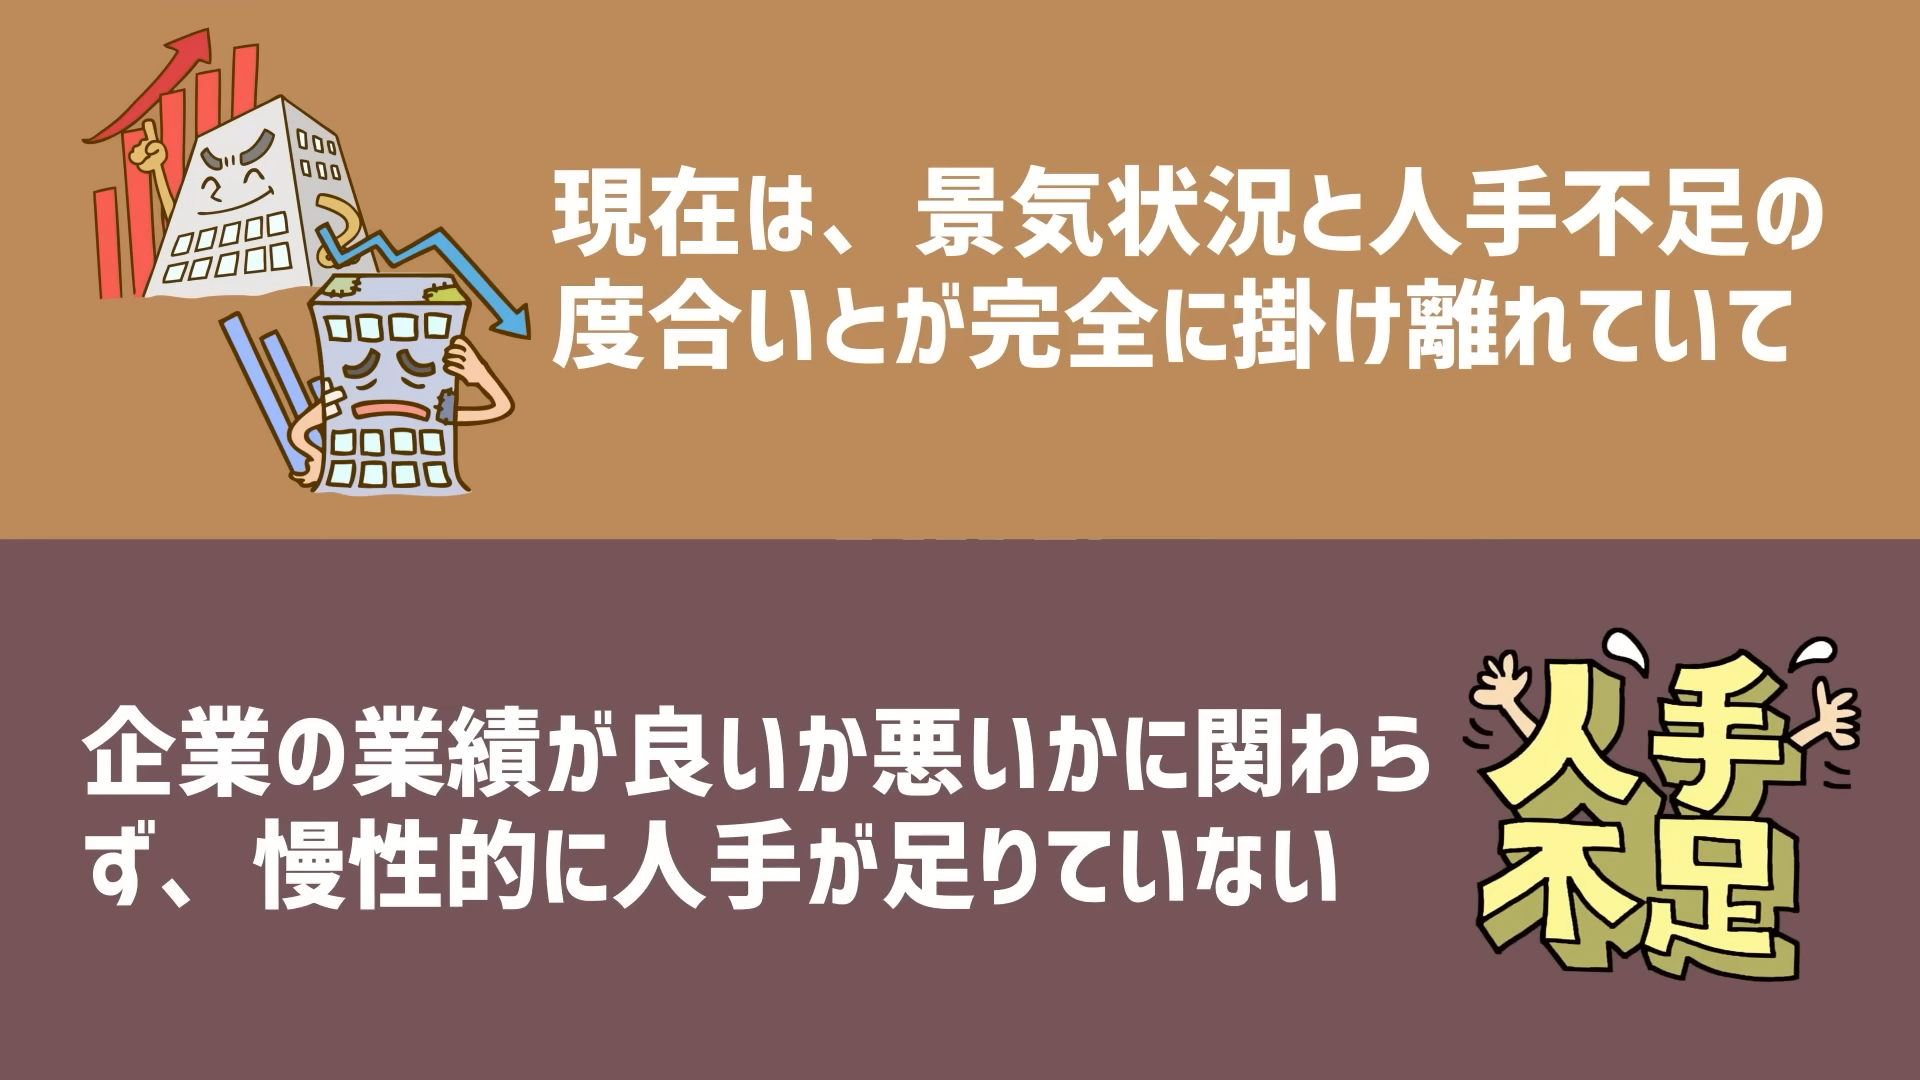 現在は、景気状況と人手不足の
度合いとが完全に掛け離れていて
企業の業績が良いか悪いかに関わら
ず、慢性的に人手が足りていない
人手
不足